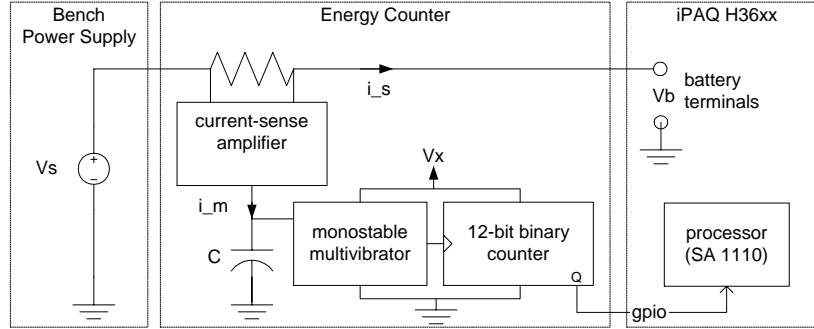 Bench
Power Supply
Energy Counter
iPAQ H36xx
i_s
battery
terminals
Vb
current-sense
amplifier
Vs
+
−
Vx
i_m
C
monostable
multivibrator
12-bit binary
counter
Q
processor
(SA 1110)
gpio